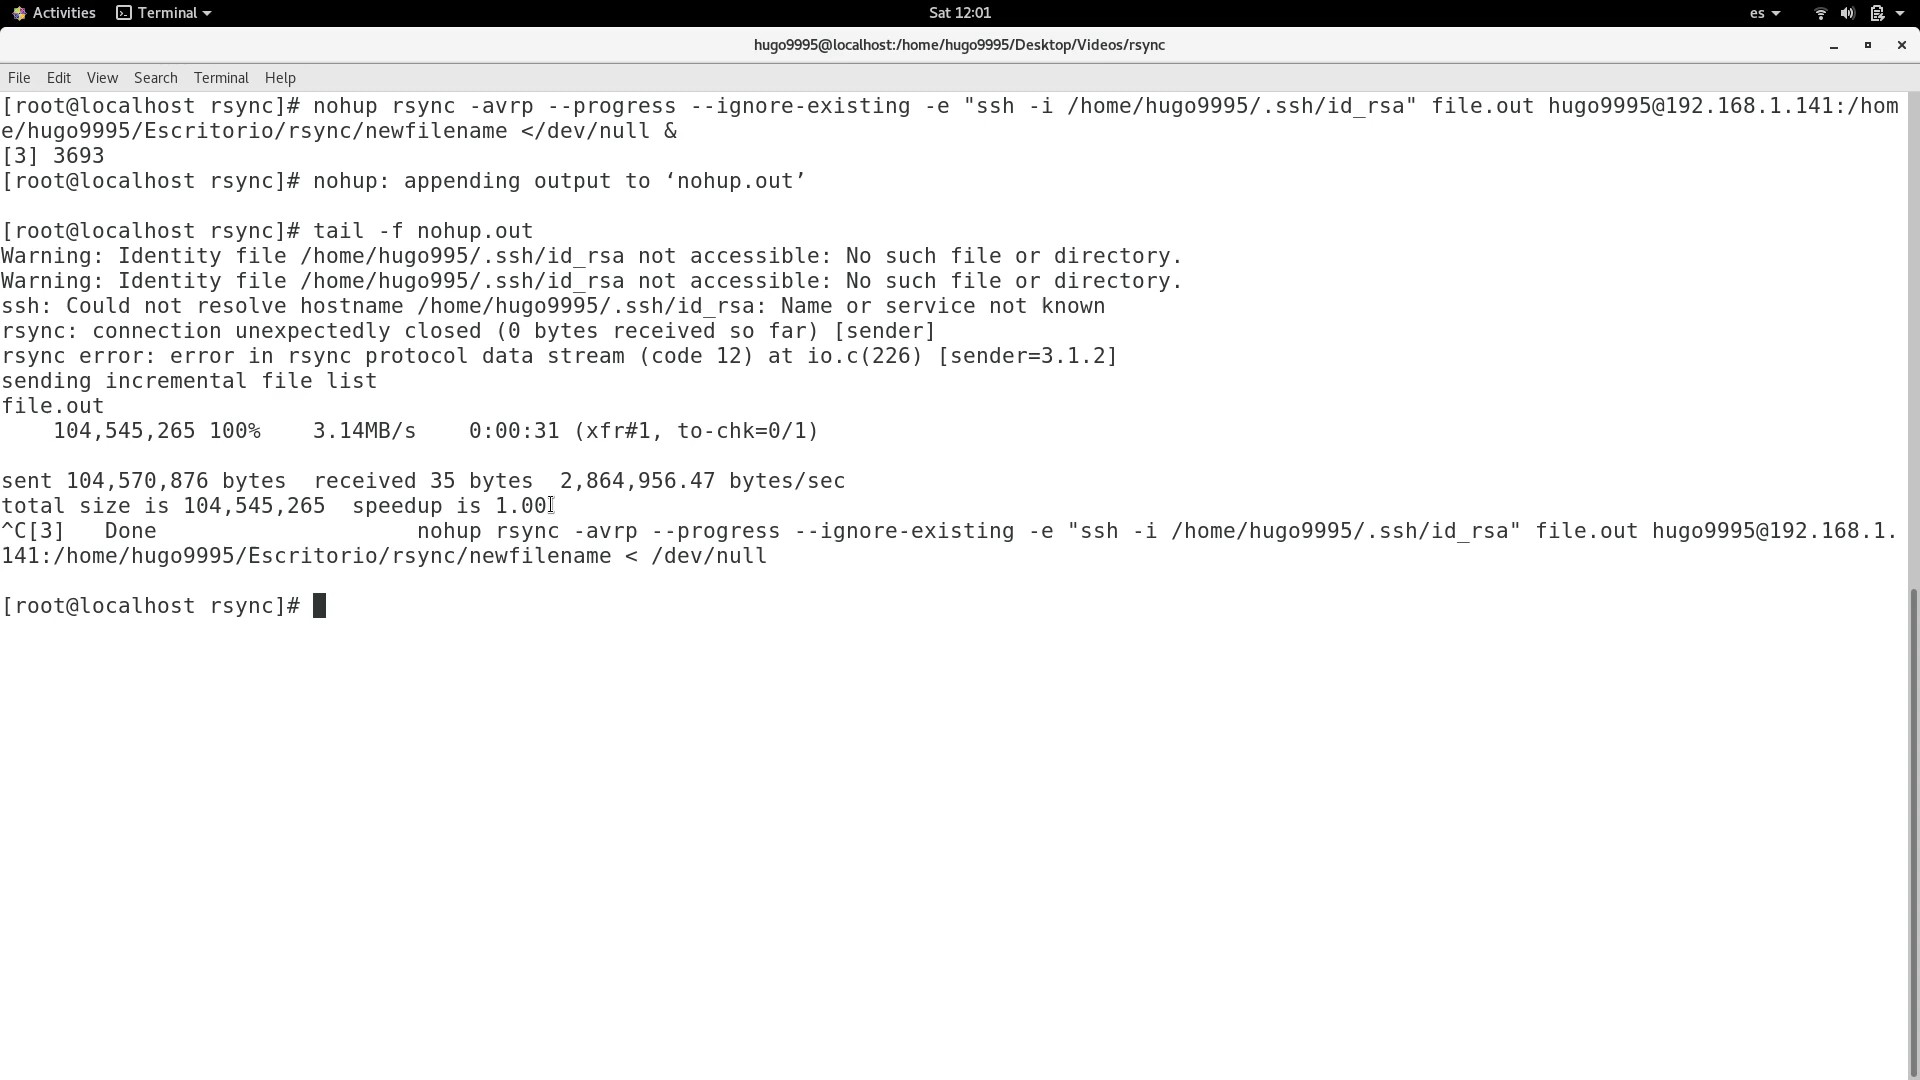 Activities Terminal Sat 12:01 es
hugo9995@localhost:/home/hugo9995/Desktop/Videos/rsync
File Edit View Search Terminal Help
[root@localhost rsync]# nohup rsync -avrp --progress --ignore-existing -e "ssh -i /home/hugo9995/.ssh/id_rsa" file.out hugo9995@192.168.1.141:/hom
e/hugo9995/Escritorio/rsync/newfilename </dev/null &
[3] 3693
[root@localhost rsync]# nohup: appending output to ‘nohup.out’
[root@localhost rsync]# tail -f nohup.out
Warning: Identity file /home/hugo995/.ssh/id_rsa not accessible: No such file or directory.
Warning: Identity file /home/hugo995/.ssh/id_rsa not accessible: No such file or directory.
ssh: Could not resolve hostname /home/hugo9995/.ssh/id_rsa: Name or service not known
rsync: connection unexpectedly closed (0 bytes received so far) [sender]
rsync error: error in rsync protocol data stream (code 12) at io.c(226) [sender=3.1.2]
sending incremental file list
file.out
    104,545,265 100%    3.14MB/s    0:00:31 (xfr#1, to-chk=0/1)
sent 104,570,876 bytes  received 35 bytes  2,864,956.47 bytes/sec
total size is 104,545,265  speedup is 1.00
^C[3]   Done                    nohup rsync -avrp --progress --ignore-existing -e "ssh -i /home/hugo9995/.ssh/id_rsa" file.out hugo9995@192.168.1.
141:/home/hugo9995/Escritorio/rsync/newfilename < /dev/null
[root@localhost rsync]#